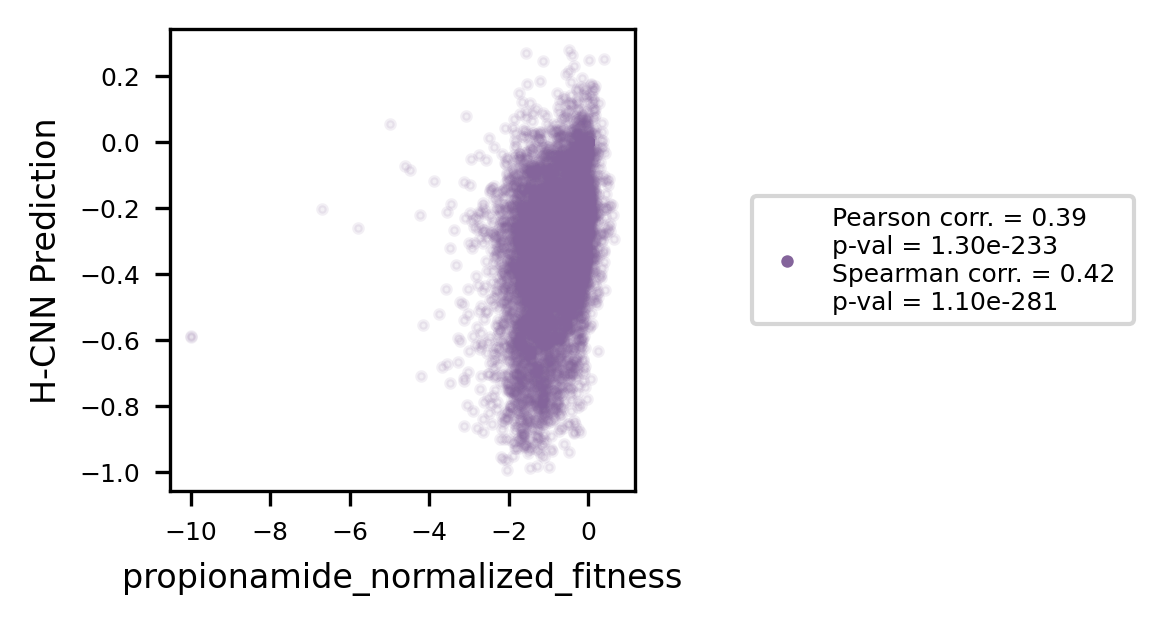 0.2
0.0
−0.2
−0.4
−0.6
−0.8
−1.0
H-CNN Prediction
−10 −8 −6 −4 −2 0
propionamide_normalized_fitness
Pearson corr. = 0.39
p-val = 1.30e-233
Spearman corr. = 0.42
p-val = 1.10e-281